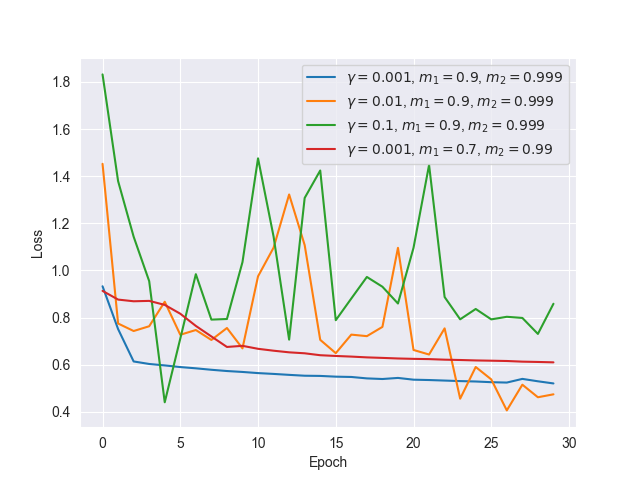 γ = 0.001, m₁ = 0.9, m₂ = 0.999
γ = 0.01, m₁ = 0.9, m₂ = 0.999
γ = 0.1, m₁ = 0.9, m₂ = 0.999
γ = 0.001, m₁ = 0.7, m₂ = 0.99
1.8
1.6
1.4
1.2
1.0
0.8
0.6
0.4
Loss
0 5 10 15 20 25 30
Epoch